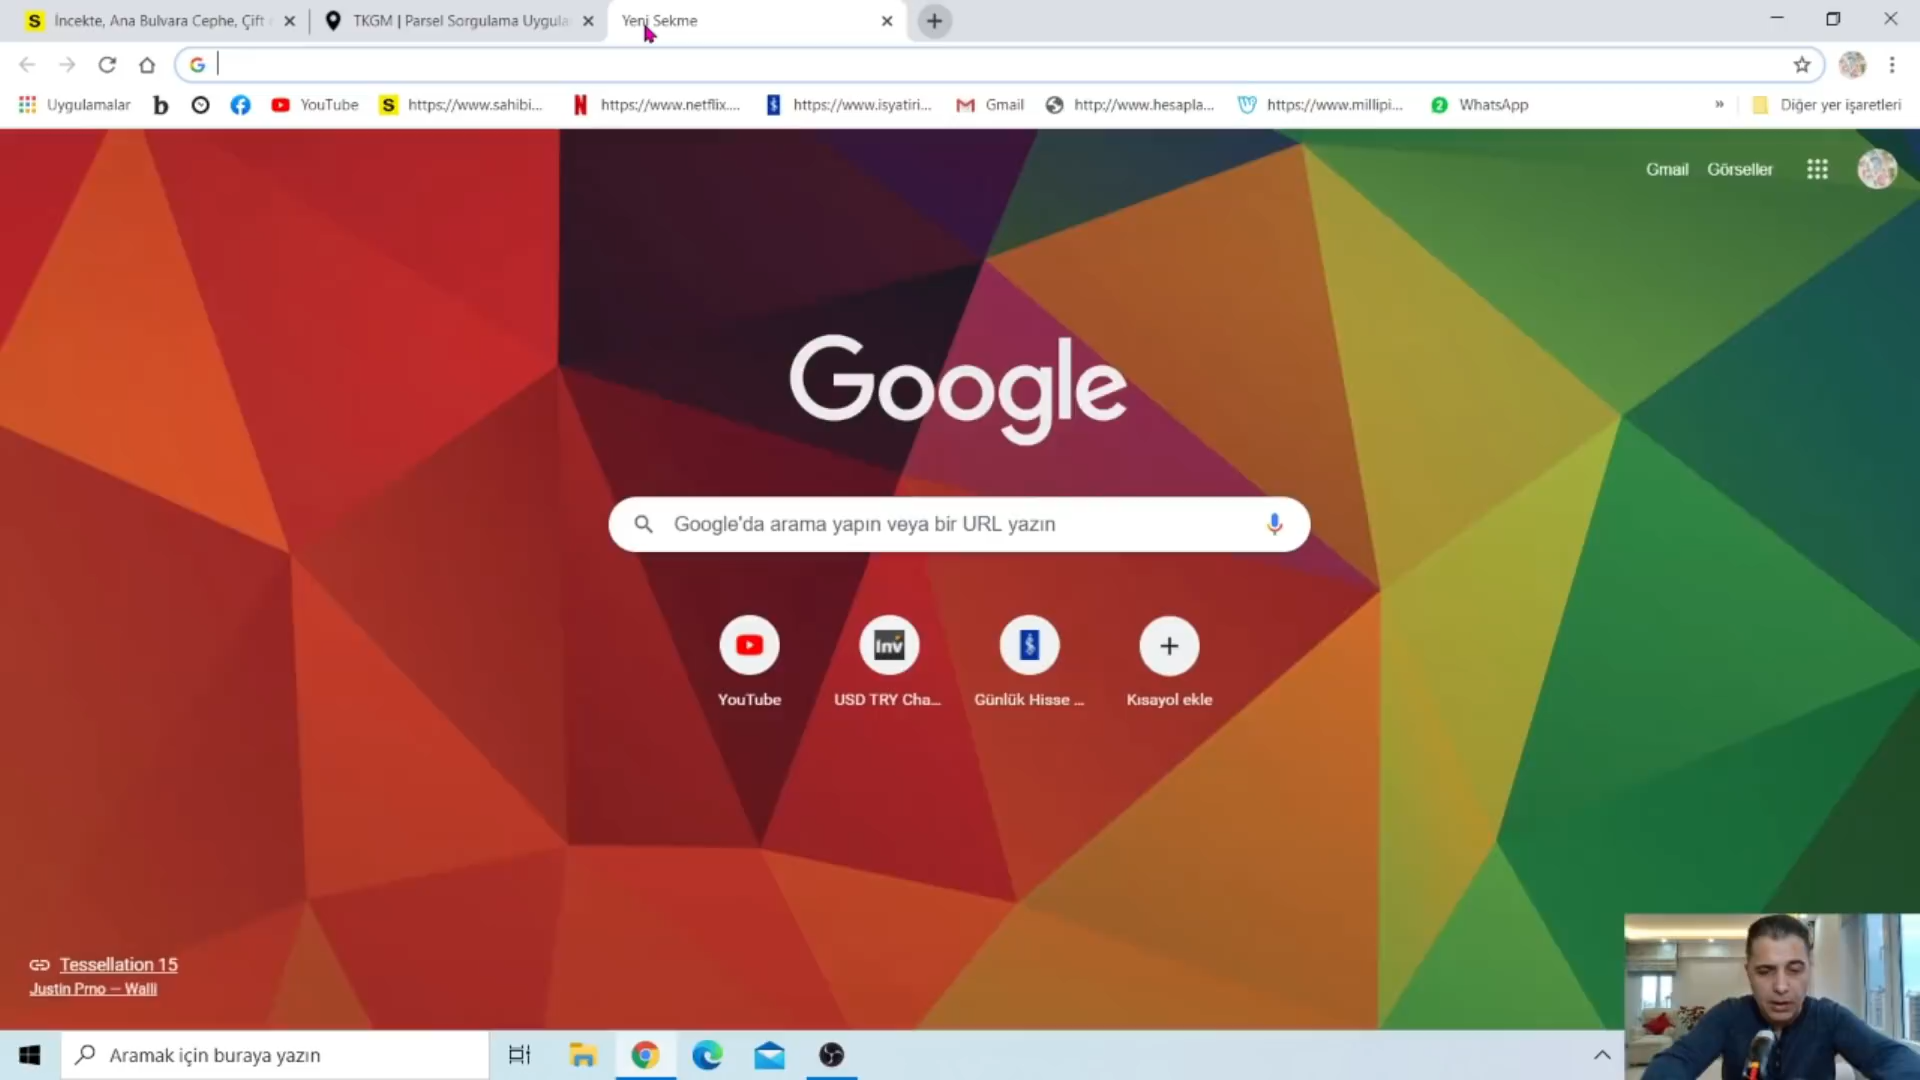 S İncekte, Ana Bulvara Cephe, Çift
TKGM | Parsel Sorgulama Uygula
Yeni Sekme
Uygulamalar
b
YouTube
S https://www.sahibi...
N https://www.netflix....
https://www.isyatiri...
Gmail
http://www.hesapla...
https://www.millipi...
2 WhatsApp
»
Diğer yer işaretleri
Gmail
Görseller
Google
Google'da arama yapın veya bir URL yazın
Inv
YouTube
USD TRY Cha...
Günlük Hisse ...
Kısayol ekle
Tessellation 15
Justin Prno — Walli
Aramak için buraya yazın